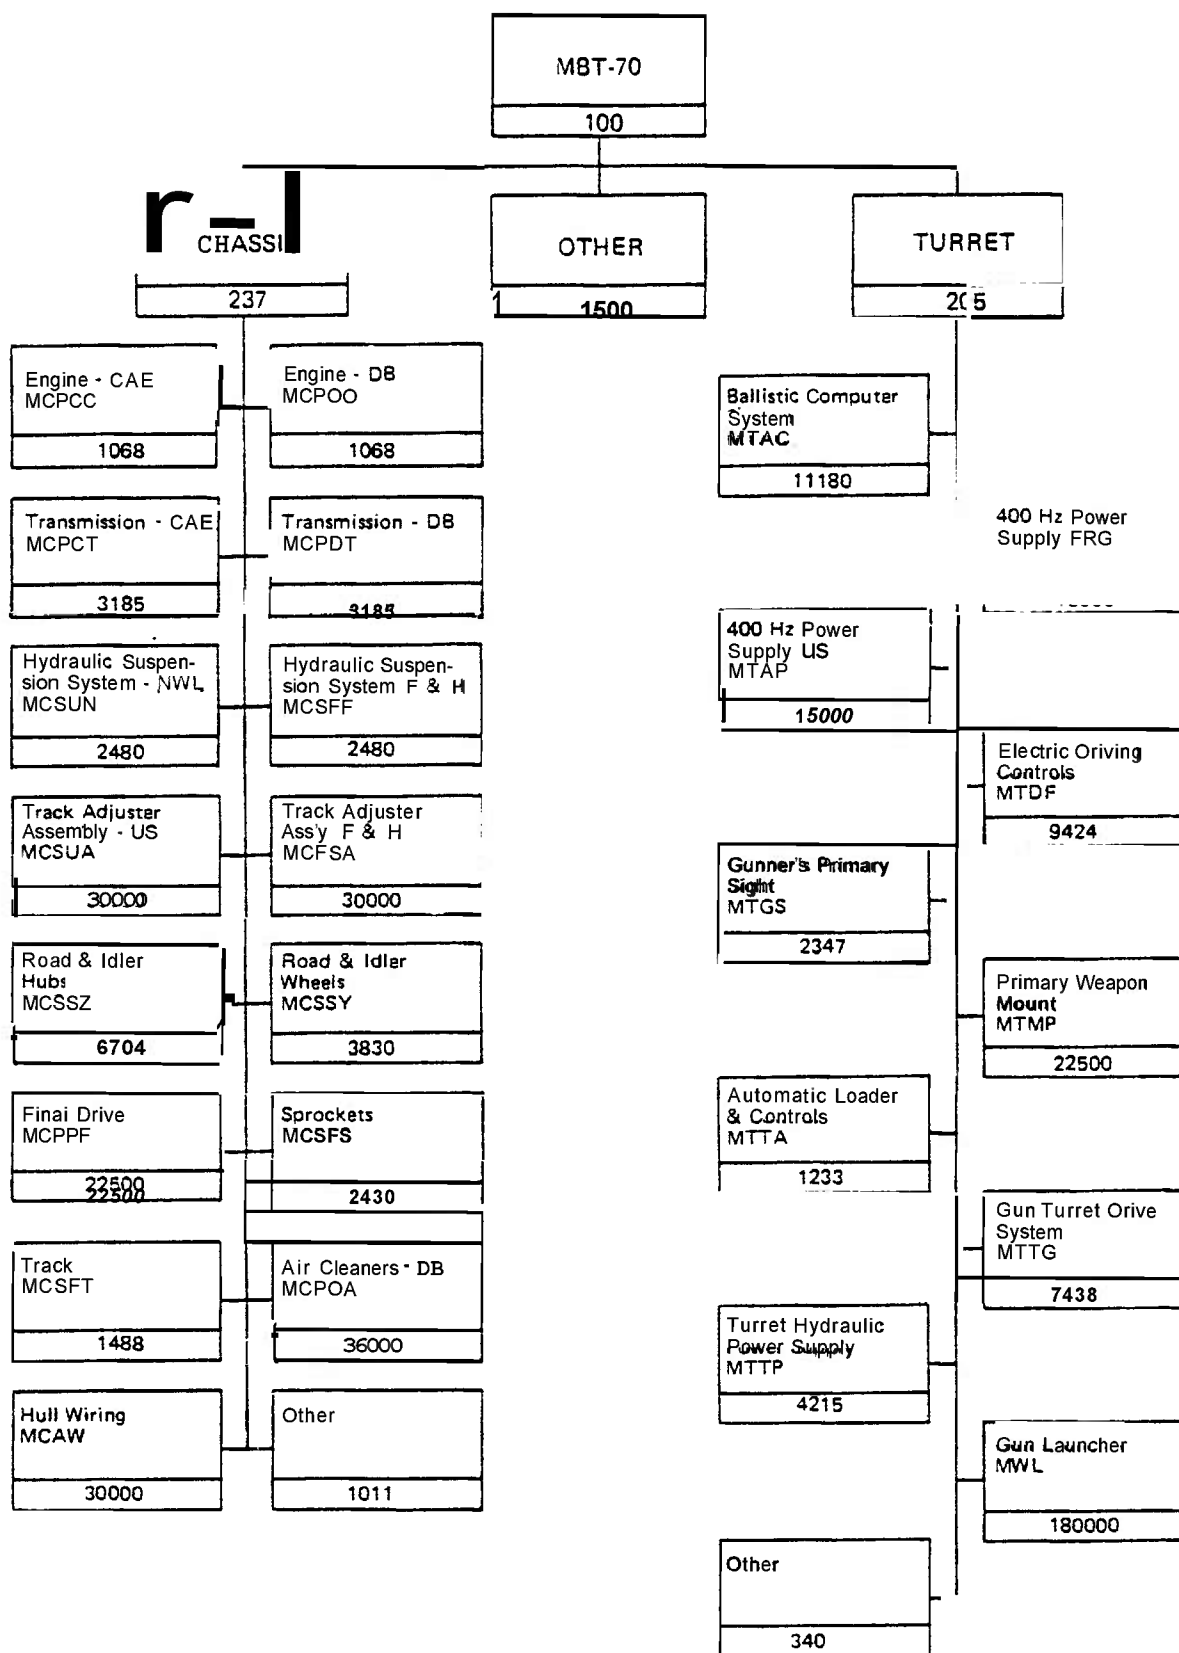 MBT-70
100
CHASSI
237
OTHER
1500
TURRET
205
Engine - CAE
MCPCC
1068
Engine - DB
MCPOO
1068
Transmission - CAE
MCPCT
3185
Transmission - DB
MCPDT
3185
Hydraulic Suspen-
sion System - NWL
MCSUN
2480
Hydraulic Suspen-
sion System F & H
MCSFF
2480
Track Adjuster
Assembly - US
MCSUA
30000
Track Adjuster
Ass'y F & H
MCFSA
30000
Road & Idler
Hubs
MCSSZ
6704
Road & Idler
Wheels
MCSSY
3830
Finai Drive
MCPPF
22500
22500
Sprockets
MCSFS
2430
Track
MCSFT
1488
Air Cleaners - DB
MCPOA
36000
Hull Wiring
MCAW
30000
Other
1011
Ballistic Computer
System
MTAC
11180
400 Hz Power
Supply FRG
400 Hz Power
Supply US
MTAP
15000
Electric Oriving
Controls
MTDF
9424
Gunner's Primary
Sight
MTGS
2347
Primary Weapon
Mount
MTMP
22500
Automatic Loader
& Controls
MTTA
1233
Gun Turret Orive
System
MTTG
7438
Turret Hydraulic
Power Supply
MTTP
4215
Gun Launcher
MWL
180000
Other
340